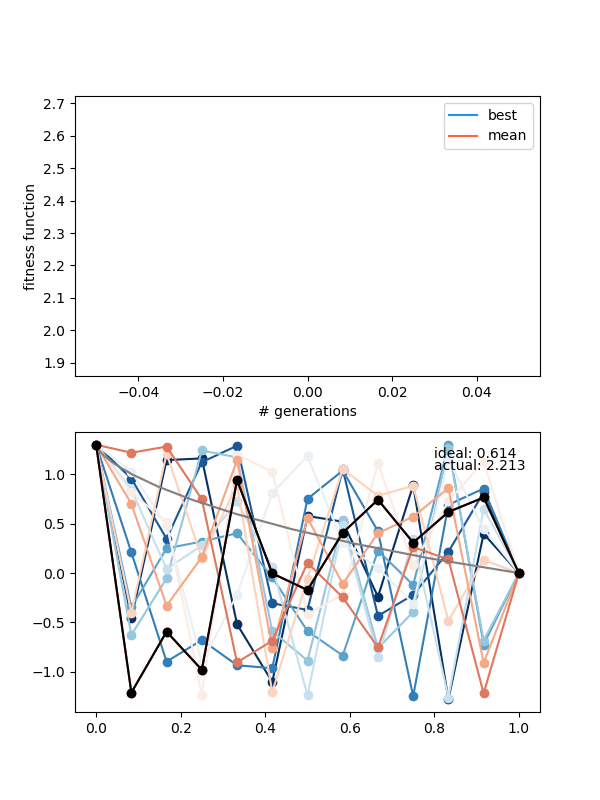 2.7
2.6
2.5
2.4
2.3
2.2
2.1
2.0
1.9
fitness function
best
mean
−0.04 −0.02 0.00 0.02 0.04
# generations
1.0
0.5
0.0
−0.5
−1.0
ideal: 0.614
actual: 2.213
0.0 0.2 0.4 0.6 0.8 1.0